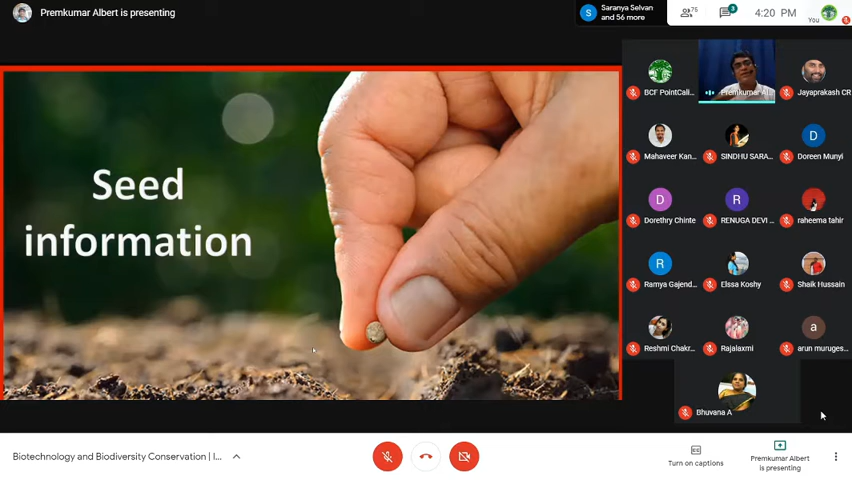 Premkumar Albert is presenting
S
Saranya Selvan
and 56 more
75
3
4:20 PM
You
Seed
information
BCF PointCali...
Premkumar Al...
Jayaprakash CR
Mahaveer Kan...
SINDHU SARA...
D
Doreen Munyi
D
Dorethry Chinte
R
RENUGA DEVI ...
raheema tahir
R
Ramya Gajend...
Elssa Koshy
Shaik Hussain
Reshmi Chakr...
Rajalaxmi
a
arun muruges...
Bhuvana A
Biotechnology and Biodiversity Conservation | I...
CC
Turn on captions
Premkumar Albert
is presenting